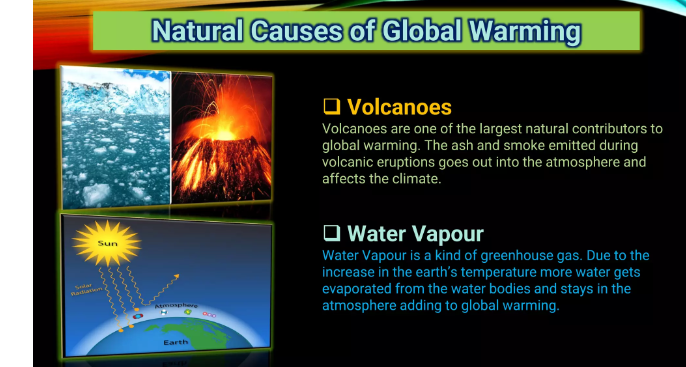 Natural Causes of Global Warming
❑ Volcanoes
Volcanoes are one of the largest natural contributors to
global warming. The ash and smoke emitted during
volcanic eruptions goes out into the atmosphere and
affects the climate.
❑ Water Vapour
Water Vapour is a kind of greenhouse gas. Due to the
increase in the earth's temperature more water gets
evaporated from the water bodies and stays in the
atmosphere adding to global warming.
Sun
Solar
Radiation
Atmosphere
Earth